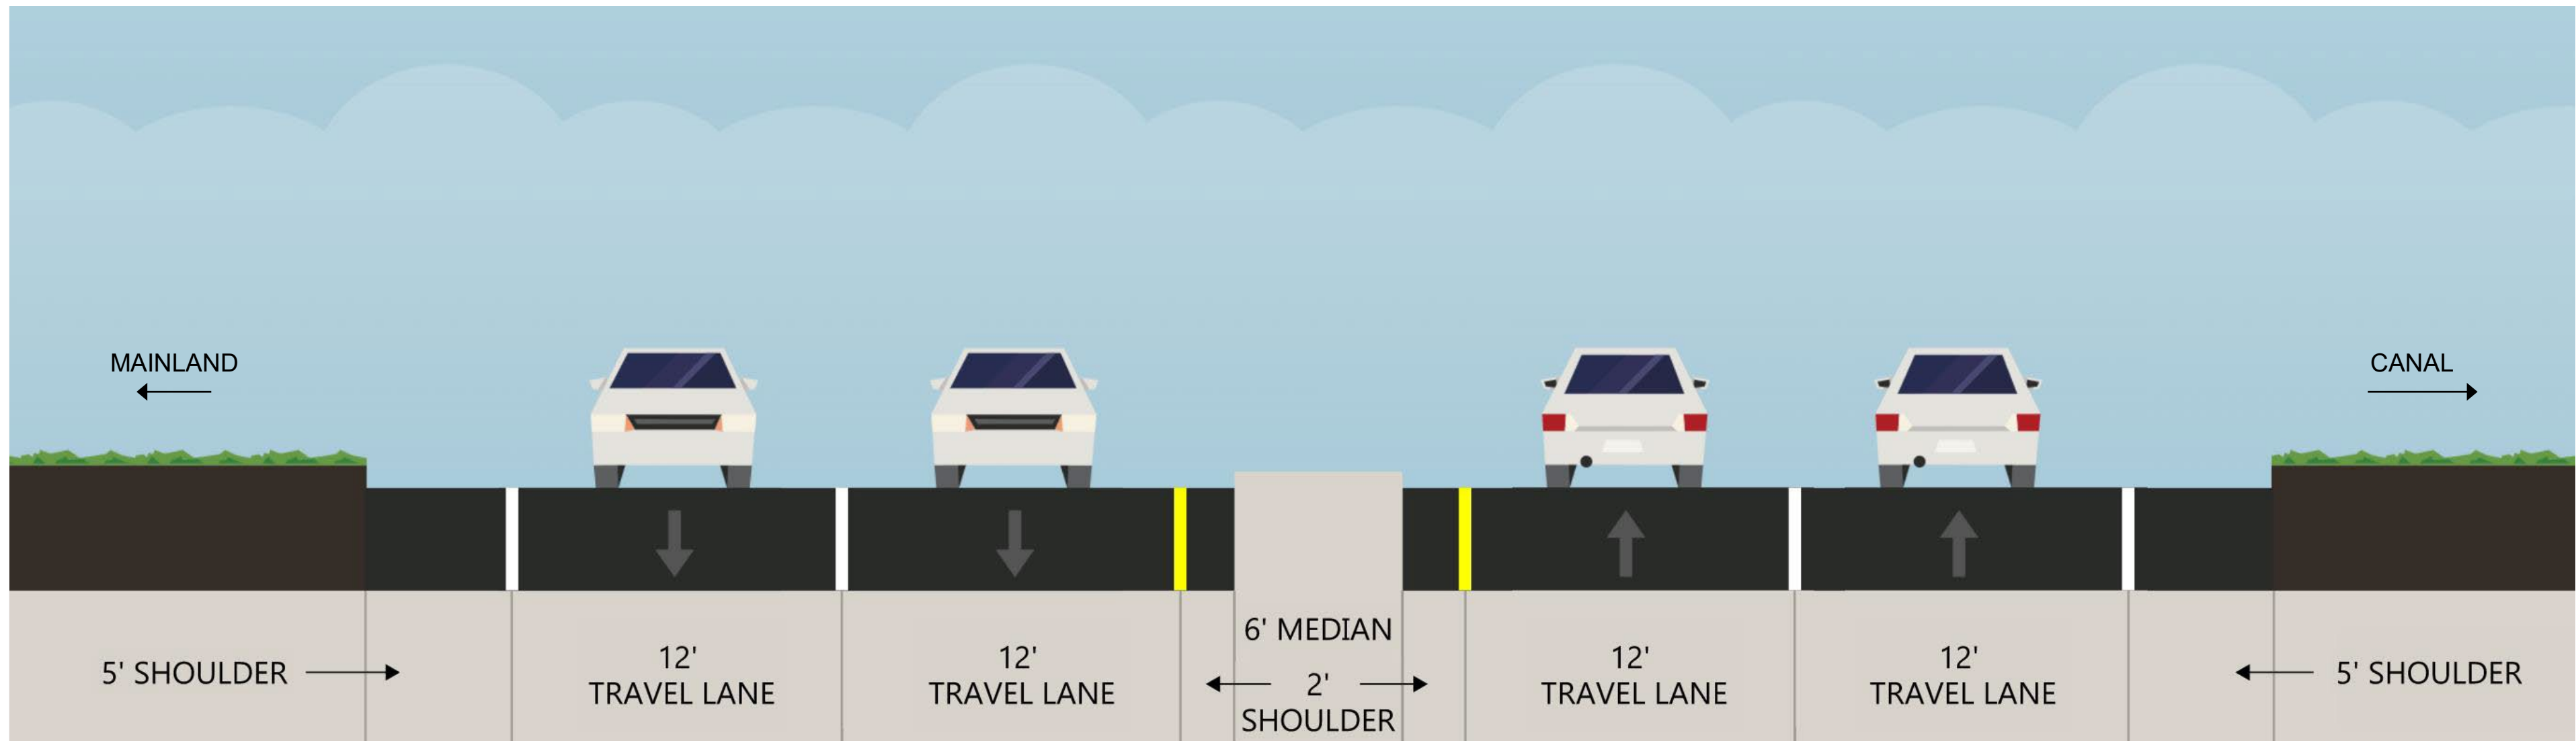 MAINLAND
CANAL
5' SHOULDER
12'
TRAVEL LANE
12'
TRAVEL LANE
6' MEDIAN
2'
SHOULDER
12'
TRAVEL LANE
12'
TRAVEL LANE
5' SHOULDER